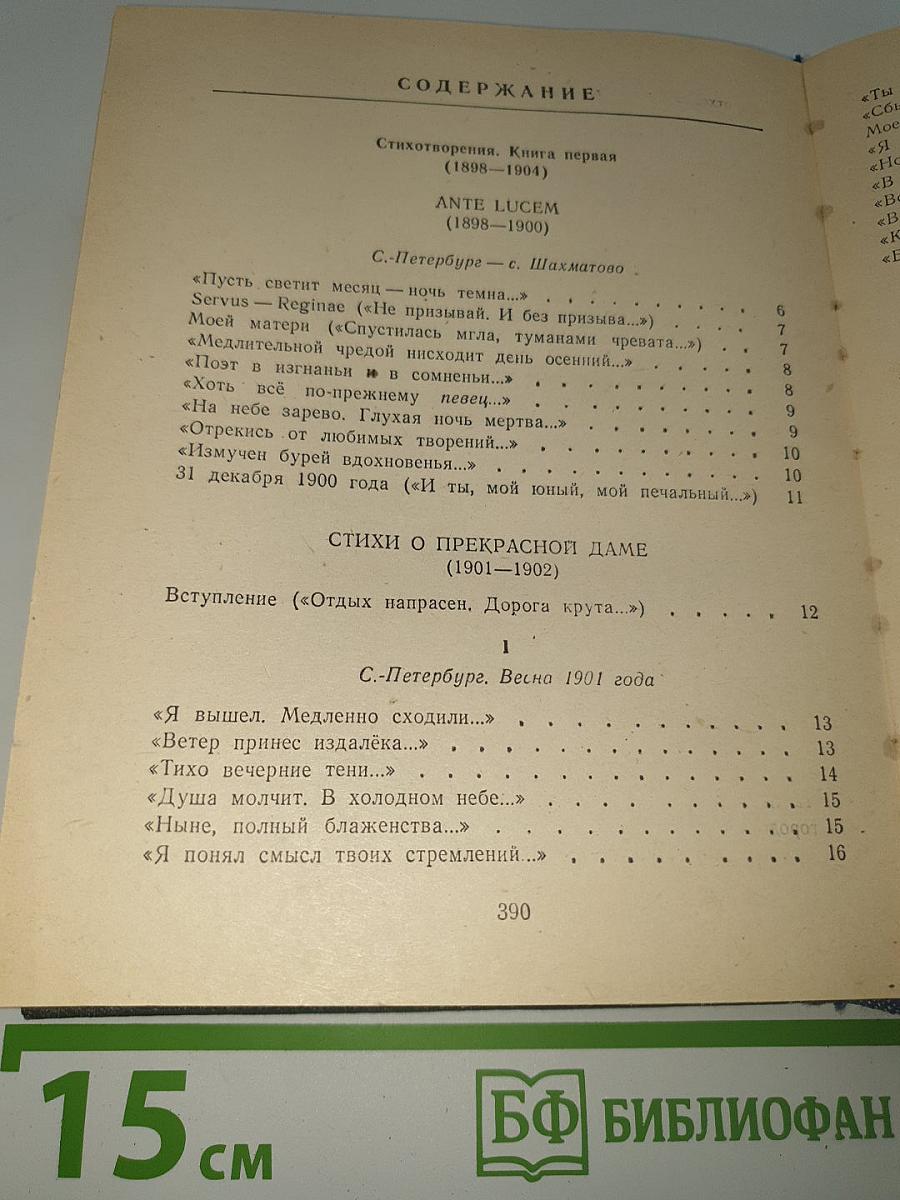 СОДЕРЖАНИЕ
Стихотворения. Книга первая
(1898—1904)
ANTE LUCEM
(1898—1900)
С.-Петербург — с. Шахматово
«Пусть светит месяц — ночь темна...» . . . . . . . . 6
Servus — Reginae («Не призывай. И без призыва...») . . . . 7
Моей матери («Спустилась мгла, туманами чревата...») . . 7
«Медлительной чредой нисходит день осенний...» . . . . . 8
«Поэт в изгнаньи и в сомненьи...» . . . . . . . . . 8
«Хоть всё по-прежнему певец...» . . . . . . . . . 9
«На небе зарево. Глухая ночь мертва...» . . . . . . . 9
«Отрекись от любимых творений...» . . . . . . . . . 10
«Измучен бурей вдохновенья...» . . . . . . . . . . 10
31 декабря 1900 года («И ты, мой юный, мой печальный...») 11
СТИХИ О ПРЕКРАСНОЙ ДАМЕ
(1901—1902)
Вступление («Отдых напрасен. Дорога крута...») . . . . . 12
I
С.-Петербург. Весна 1901 года
«Я вышел. Медленно сходили...» . . . . . . . . . . 13
«Ветер принес издалёка...» . . . . . . . . . . . . . 13
«Тихо вечерние тени...» . . . . . . . . . . . . . . 14
«Душа молчит. В холодном небе...» . . . . . . . . . 15
«Ныне, полный блаженства...» . . . . . . . . . . . 15
«Я понял смысл твоих стремлений...» . . . . . . . . . 16
390
«Ты
Мое
«Я
«В
15 см
БФ БИБЛИОФАН